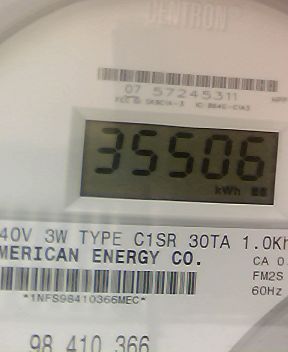 CENTRON®
07 57245311
35506
kWh
40V 3W TYPE C1SR 30TA 1.0Kh
MERICAN ENERGY CO.
CA 0.
FM2S
60Hz
*1NFS98410366MEC*
98 410 366